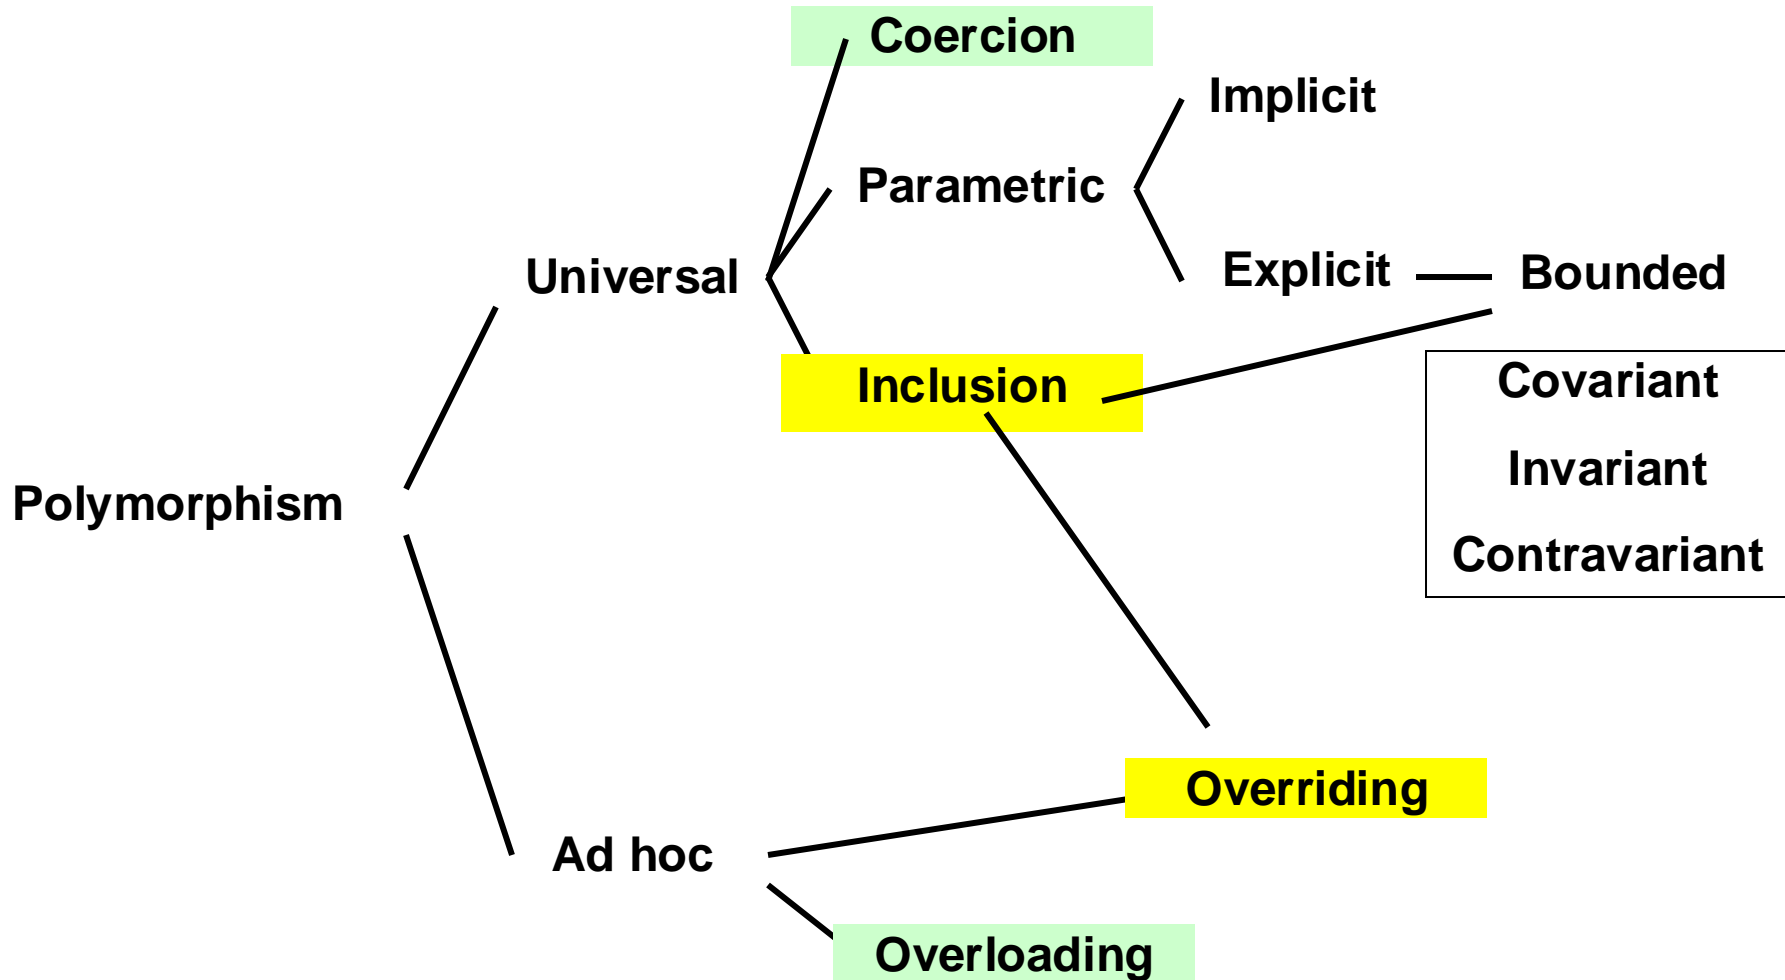 Coercion
Implicit
Parametric
Universal
Explicit
Bounded
Inclusion
Covariant
Invariant
Contravariant
Polymorphism
Overriding
Ad hoc
Overloading